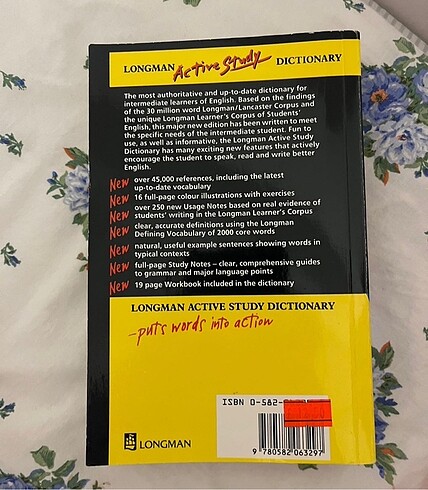 LONGMAN Active Study DICTIONARY
The most authoritative and up-to-date dictionary for
intermediate learners of English. Based on the findings
of the 30 million word Longman/Lancaster Corpus and
the unique Longman Learner's Corpus of Students'
English, this major new edition has been written to meet
the specific needs of the intermediate student. Fun to
use, as well as informative, the Longman Active Study
Dictionary has many exciting new features that actively
encourage the student to speak, read and write better
English.
New over 45,000 references, including the latest
up-to-date vocabulary
New 16 full-page colour illustrations with exercises
New over 250 new Usage Notes based on real evidence of
students' writing in the Longman Learner's Corpus
New clear, accurate definitions using the Longman
Defining Vocabulary of 2000 core words
New natural, useful example sentences showing words in
typical contexts
New full-page Study Notes – clear, comprehensive guides
to grammar and major language points
New 19 page Workbook included in the dictionary
LONGMAN ACTIVE STUDY DICTIONARY
–puts words into action
ISBN 0-582-
9 780582 063297
LONGMAN